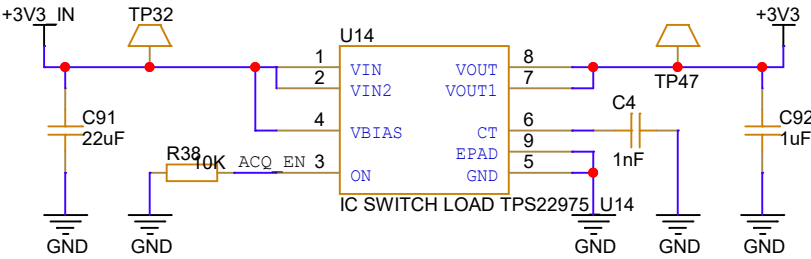 +3V3_IN
TP32
U14
+3V3
1
VIN
VOUT
8
2
VIN2
VOUT1
7
TP47
C91
22uF
4
VBIAS
CT
6
C4
1nF
C92
1uF
R38
10K
ACQ_EN
3
ON
EPAD
9
GND
5
IC SWITCH LOAD TPS22975_U14
GND
GND
GND
GND
GND